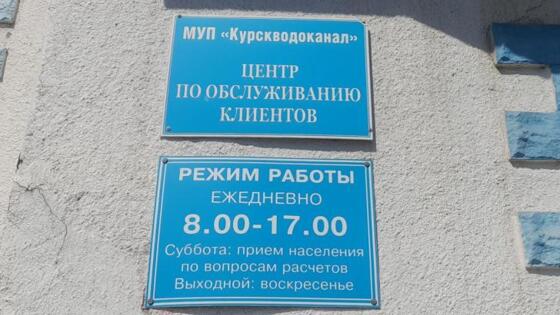 МУП «Курскводоканал»
ЦЕНТР
ПО ОБСЛУЖИВАНИЮ
КЛИЕНТОВ
РЕЖИМ РАБОТЫ
ЕЖЕДНЕВНО
8.00-17.00
Суббота: прием населения
по вопросам расчетов
Выходной: воскресенье